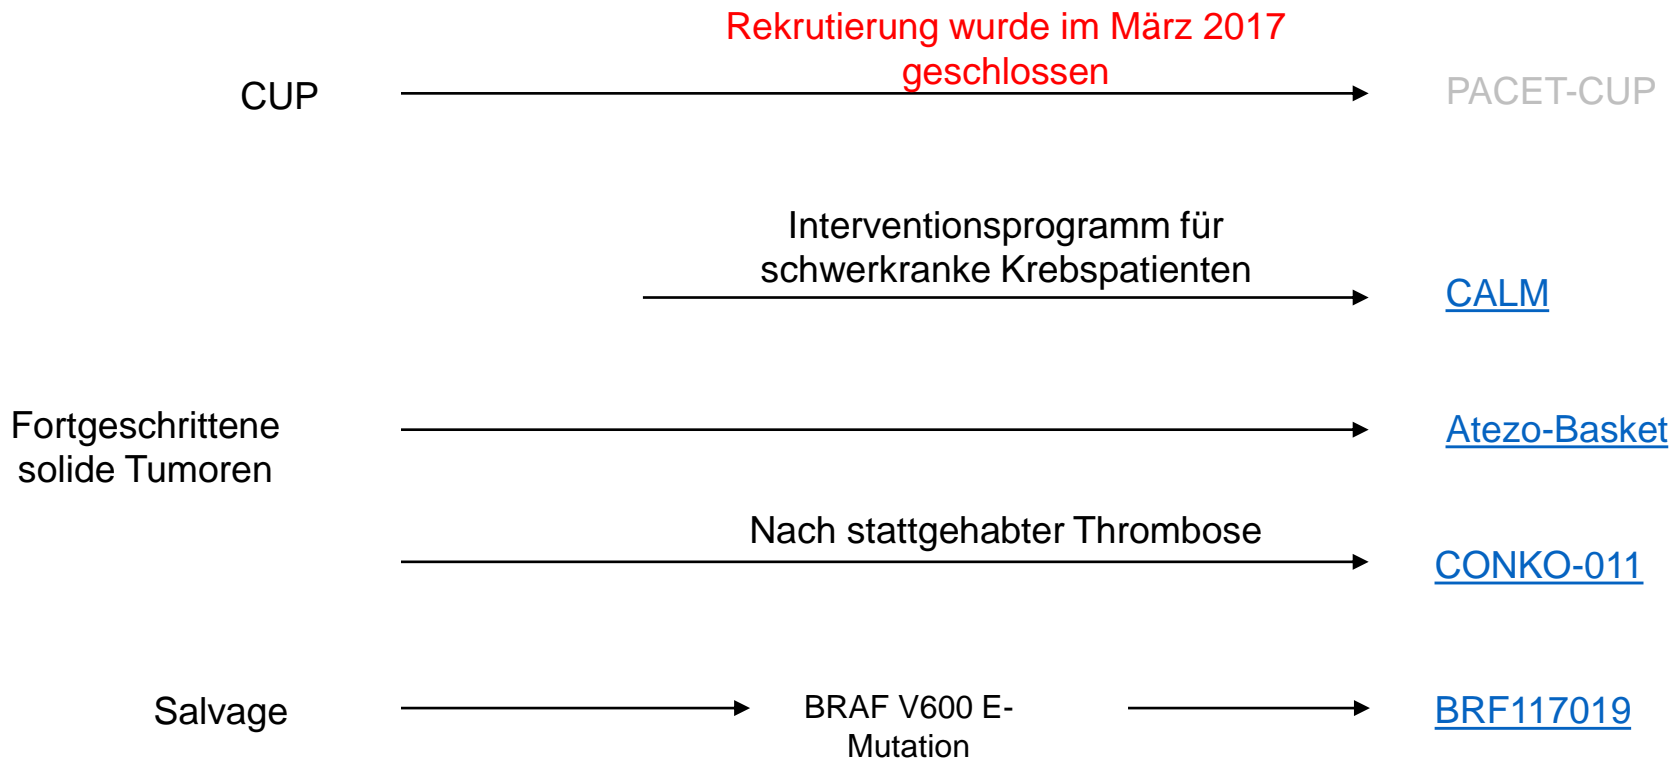 Rekrutierung wurde im März 2017
geschlossen
CUP
PACET-CUP
Interventionsprogramm für
schwerkranke Krebspatienten
CALM
Fortgeschrittene
solide Tumoren
Atezo-Basket
Nach stattgehabter Thrombose
CONKO-011
Salvage
BRAF V600 E-
Mutation
BRF117019